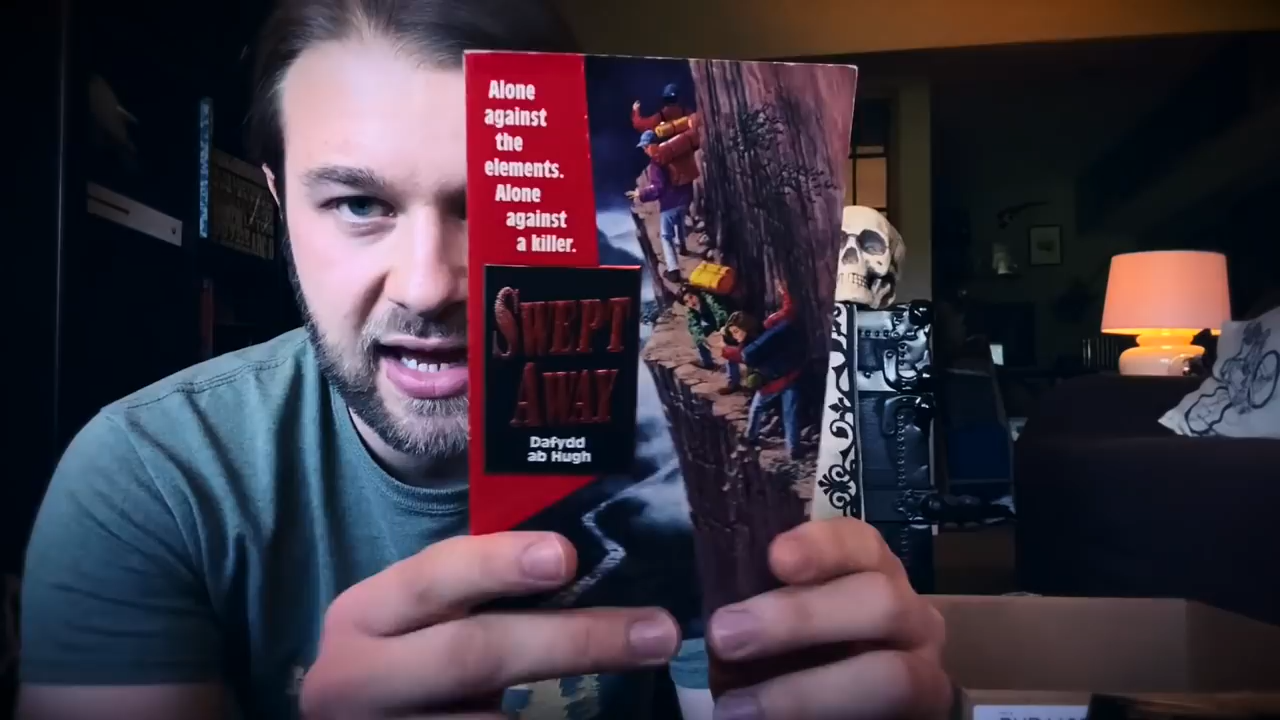 Alone
against
the
elements.
Alone
against
a killer.
SWEPT
AWAY
Dafydd
ab Hugh